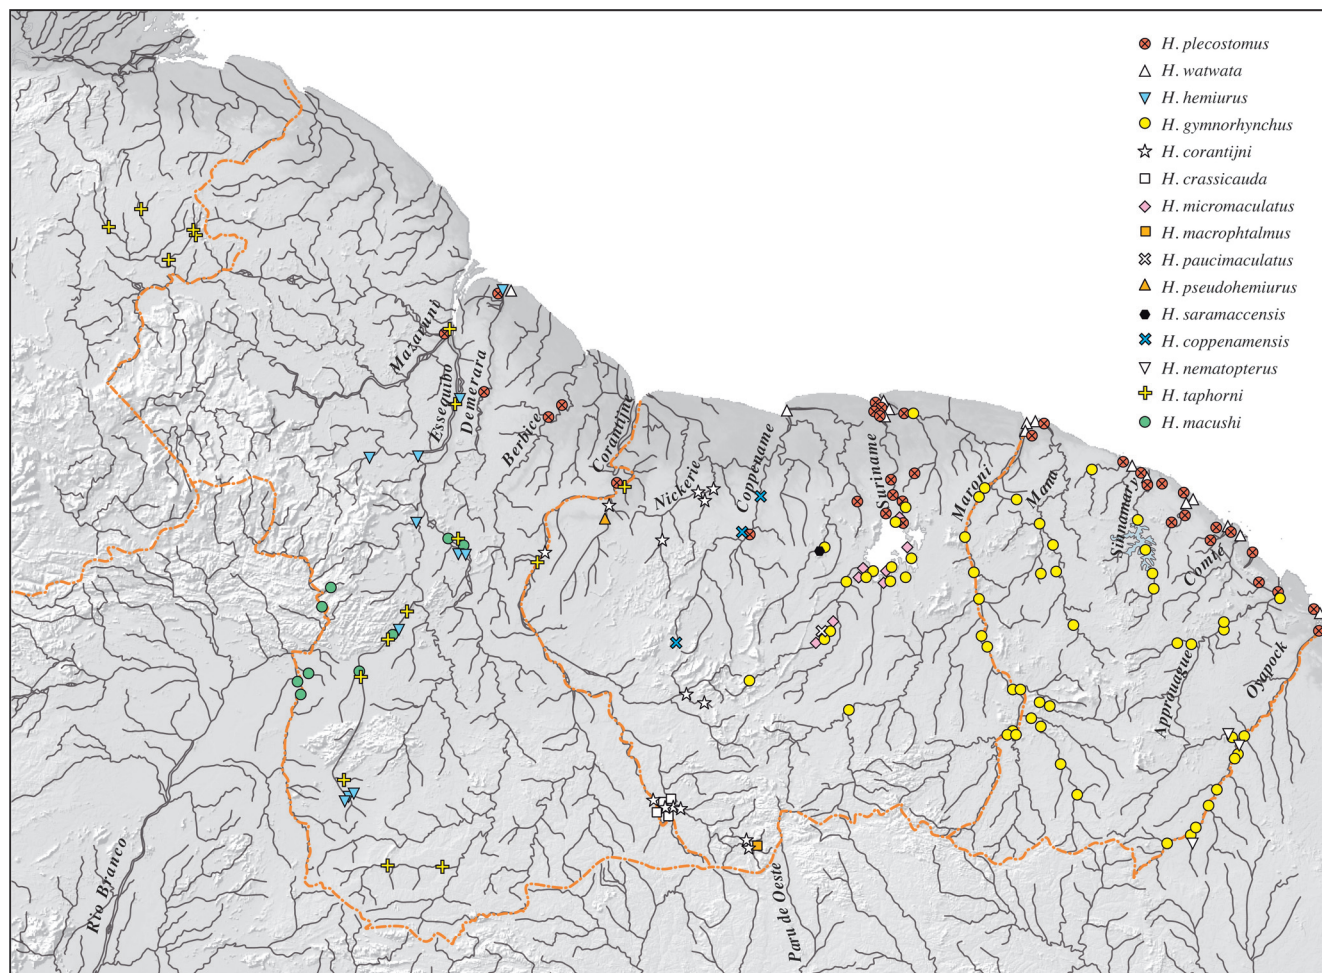 H. plecostomus
H. watwata
H. hemiurus
H. gymnorhynchus
H. corantijni
H. crassicauda
H. micromaculatus
H. macrophtalmus
H. paucimaculatus
H. pseudohemiurus
H. saramaccensis
H. coppenamensis
H. nematopterus
H. taphorni
H. macushi
Mazaruni
Essequibo
Demerara
Berbice
Corantijne
Nickerie
Coppename
Suriname
Maroni
Mana
Sinnamary
Comté
Approuague
Oyapock
Rio Branco
Paru de Oeste